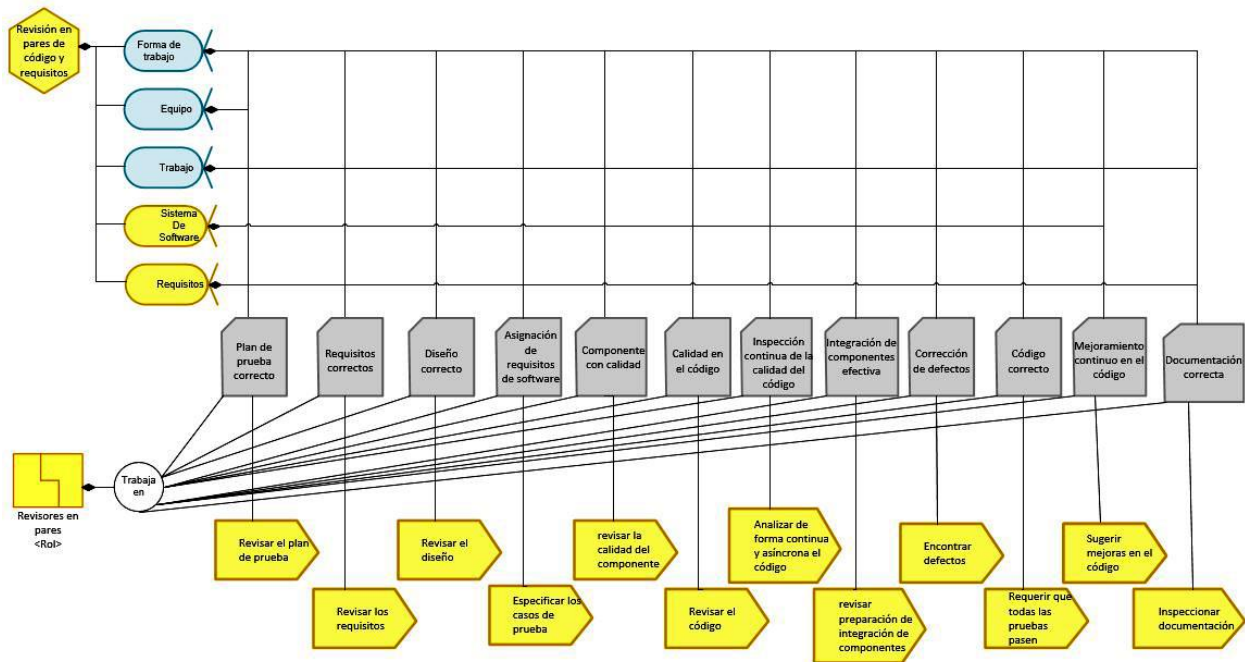 Revisión en
pares de
código y
requisitos
Forma de
trabajo
Equipo
Trabajo
Sistema
De
Software
Requisitos
Plan de
prueba
correcto
Requisitos
correctos
Diseño
correcto
Asignación
de
requisitos
de software
Componente
con calidad
Calidad en
el código
Inspección
continua de la
calidad del
código
Integración de
componentes
efectiva
Corrección
de defectos
Código
correcto
Mejoramiento
continuo en el
código
Documentación
correcta
Trabaja
en
Revisores en
pares
<Rol>
Revisar el plan
de prueba
Revisar los
requisitos
Revisar el
diseño
Especificar los
casos de
prueba
revisar la
calidad del
componente
Revisar el
código
Analizar de
forma continua
y asíncrona el
código
revisar
preparación de
integración de
componentes
Encontrar
defectos
Requerir que
todas las
pruebas
pasen
Sugerir
mejoras en el
código
Inspeccionar
documentación